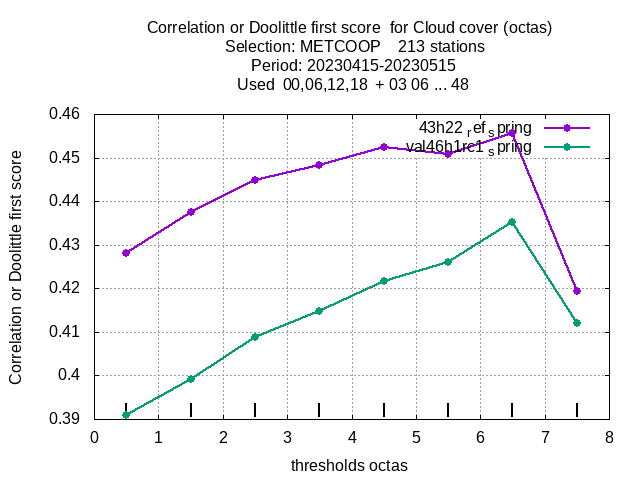 Correlation or Doolittle first score  for Cloud cover (octas)
Selection: METCOOP    213 stations
Period: 20230415-20230515
Used  00,06,12,18  + 03 06 ... 48
43h22ref spring
val46h1rc1 spring
Correlation or Doolittle first score
0.46
0.45
0.44
0.43
0.42
0.41
0.4
0.39
0 1 2 3 4 5 6 7 8
thresholds octas